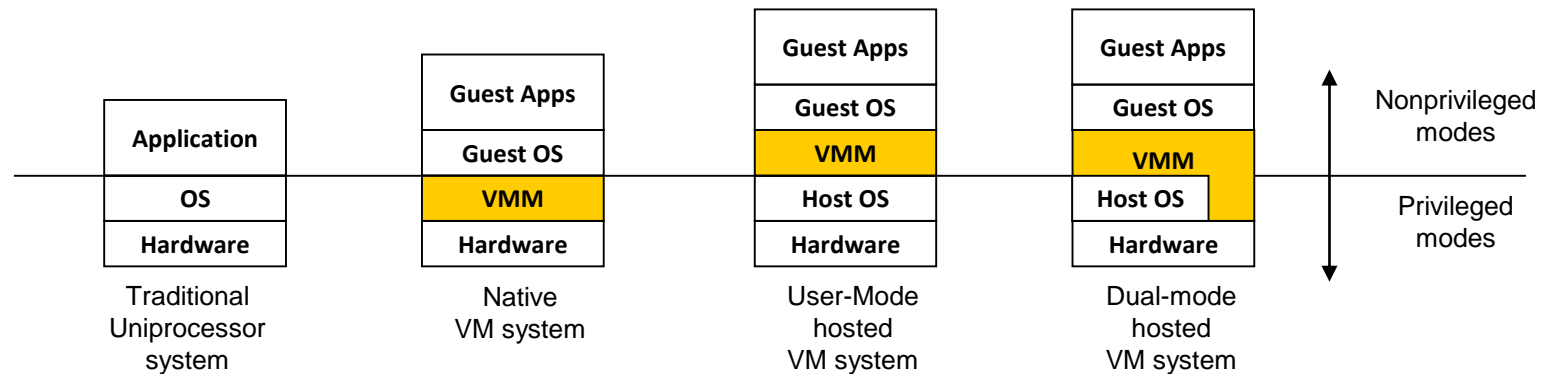 Application
OS
Hardware
Traditional
Uniprocessor
system
Guest Apps
Guest OS
VMM
Hardware
Native
VM system
Guest Apps
Guest OS
VMM
Host OS
Hardware
User-Mode
hosted
VM system
Guest Apps
Guest OS
VMM
Host OS
Hardware
Dual-mode
hosted
VM system
Nonprivileged
modes
Privileged
modes